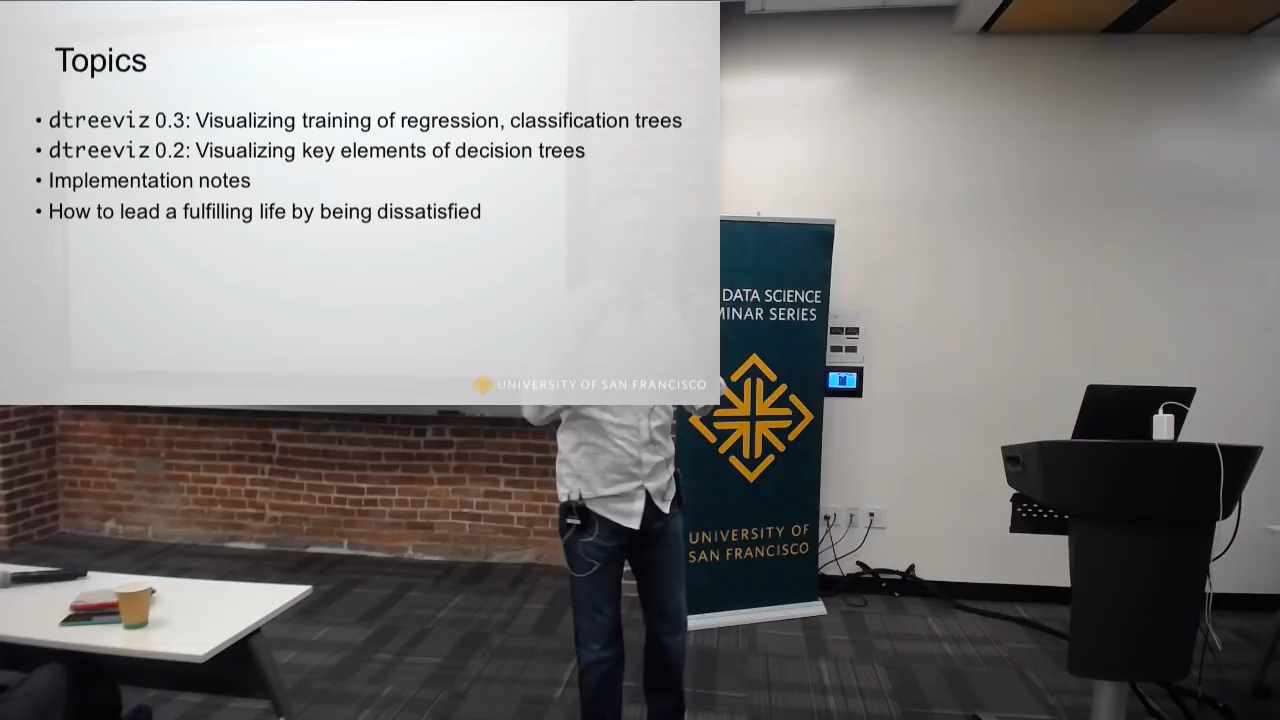 Topics
• dtreeviz 0.3: Visualizing training of regression, classification trees
• dtreeviz 0.2: Visualizing key elements of decision trees
• Implementation notes
• How to lead a fulfilling life by being dissatisfied
UNIVERSITY OF SAN FRANCISCO
DATA SCIENCE
MINAR SERIES
UNIVERSITY OF
SAN FRANCISCO